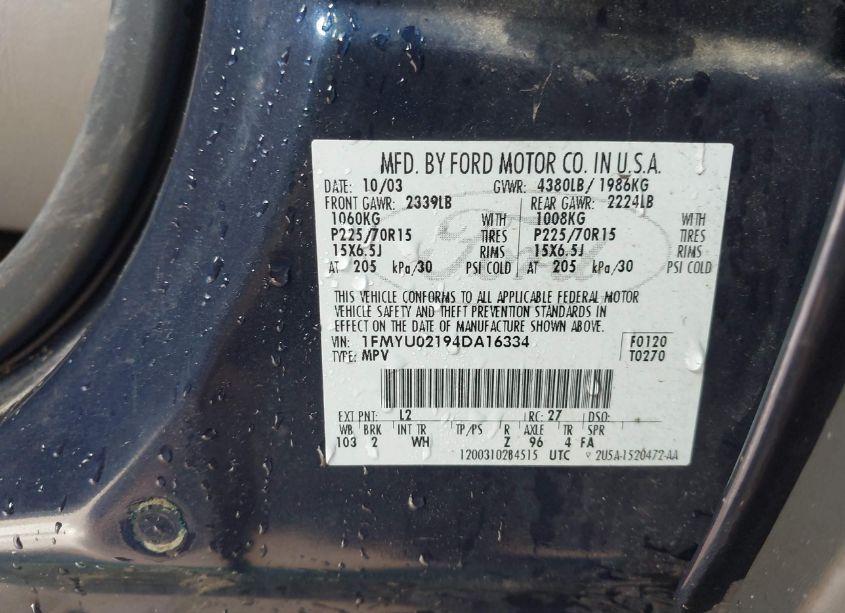 MFD. BY FORD MOTOR CO. IN U.S.A.
DATE: 10/03 GVWR: 4380LB/ 1986KG
FRONT GAWR: 2339LB REAR GAWR: 2224LB
1060KG WITH 1008KG WITH
P225/70R15 TIRES P225/70R15 TIRES
15X6.5J RIMS 15X6.5J RIMS
AT 205 kPa/30 PSI COLD AT 205 kPa/30 PSI COLD
Ford
THIS VEHICLE CONFORMS TO ALL APPLICABLE FEDERAL MOTOR
VEHICLE SAFETY AND THEFT PREVENTION STANDARDS IN
EFFECT ON THE DATE OF MANUFACTURE SHOWN ABOVE.
VIN: 1FMYU02194DA16334 F0120
TYPE: MPV T0270
EXT PNT: L2 RC: 27 DSO:
WB BRK INT TR TP/PS R AXLE TR SPR
103 2 WH Z 96 4 FA
1200310284515 UTC 2U5A-1520472-AA